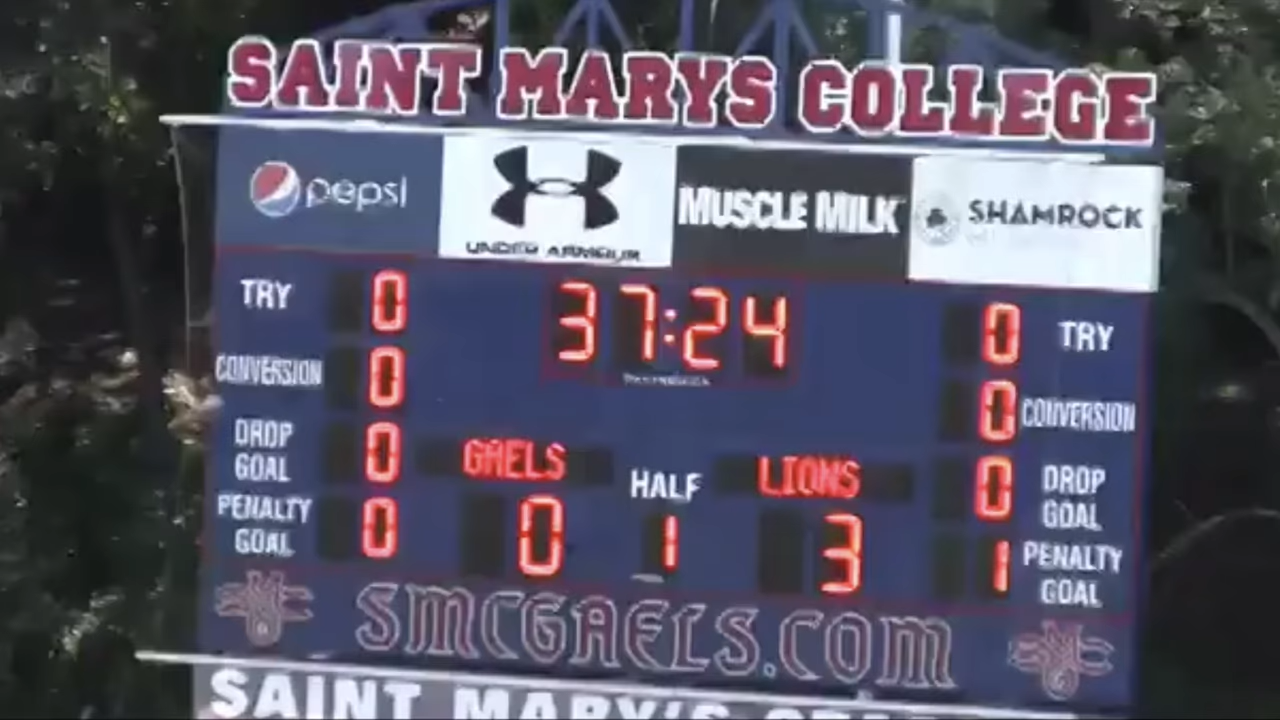 SAINT MARYS COLLEGE
pepsi UNDER ARMOUR MUSCLE MILK SHAMROCK
TRY 0 37:24 0 TRY
CONVERSION 0 0 CONVERSION
DROP GOAL 0 GAELS HALF LIONS 0 DROP GOAL
PENALTY GOAL 0 0 1 3 1 PENALTY GOAL
SMCGAELS.COM
SAINT MARY'S